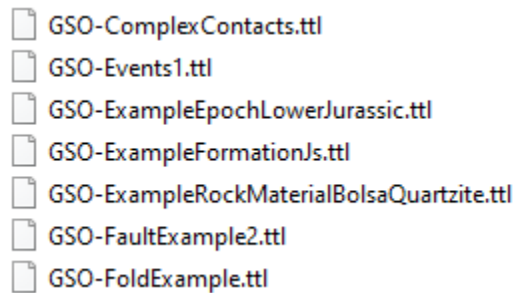 GSO-ComplexContacts.ttl
GSO-Events1.ttl
GSO-ExampleEpochLowerJurassic.ttl
GSO-ExampleFormationJs.ttl
GSO-ExampleRockMaterialBolsaQuartzite.ttl
GSO-FaultExample2.ttl
GSO-FoldExample.ttl